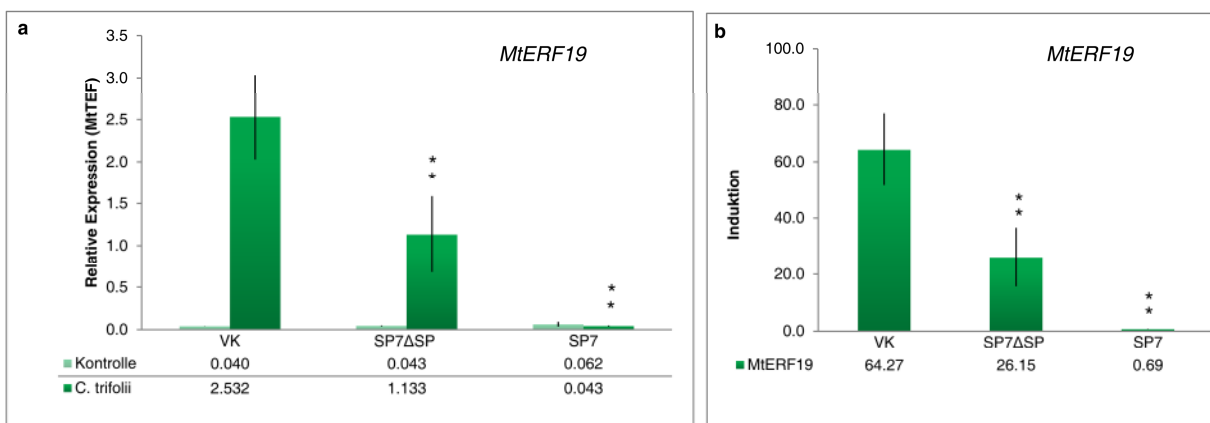 a
MtERF19
Relative Expression (MtTEF)
3.5
3.0
2.5
2.0
1.5
1.0
0.5
0.0
VK SP7ΔSP SP7
Kontrolle 0.040 0.043 0.062
C. trifolii 2.532 1.133 0.043
* *
* *
b
MtERF19
Induktion
100.0
80.0
60.0
40.0
20.0
0.0
* *
* *
VK SP7ΔSP SP7
MtERF19 64.27 26.15 0.69